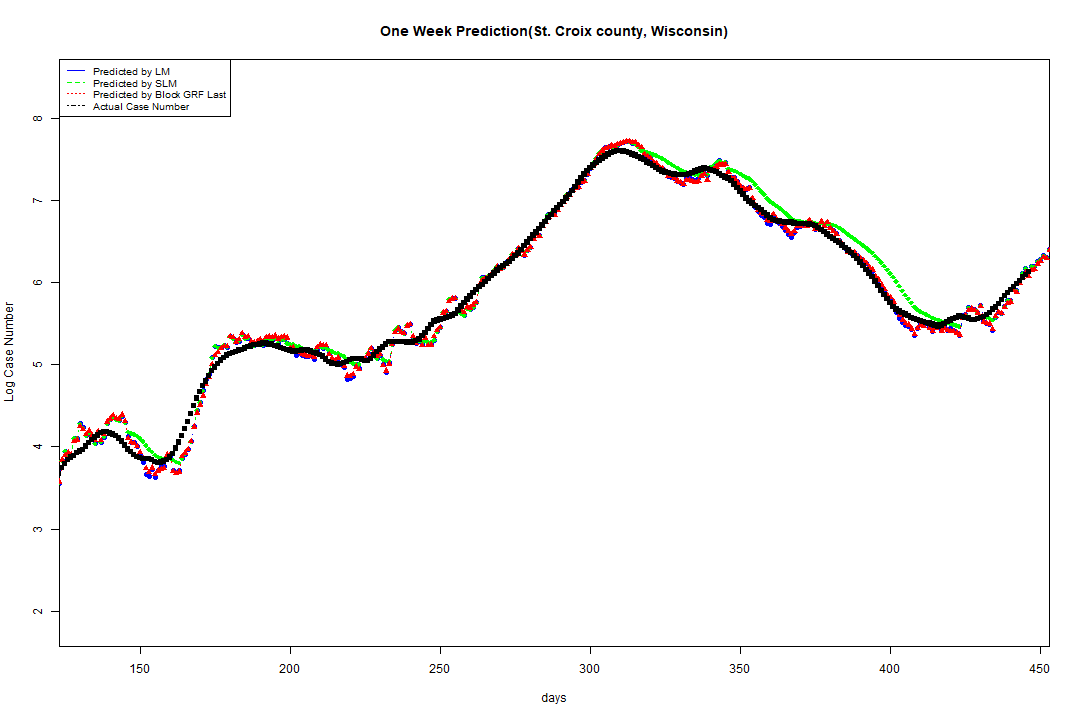 One Week Prediction(St. Croix county, Wisconsin)
Predicted by LM
Predicted by SLM
Predicted by Block GRF Last
Actual Case Number
Log Case Number
8
7
6
5
4
3
2
150 200 250 300 350 400 450
days